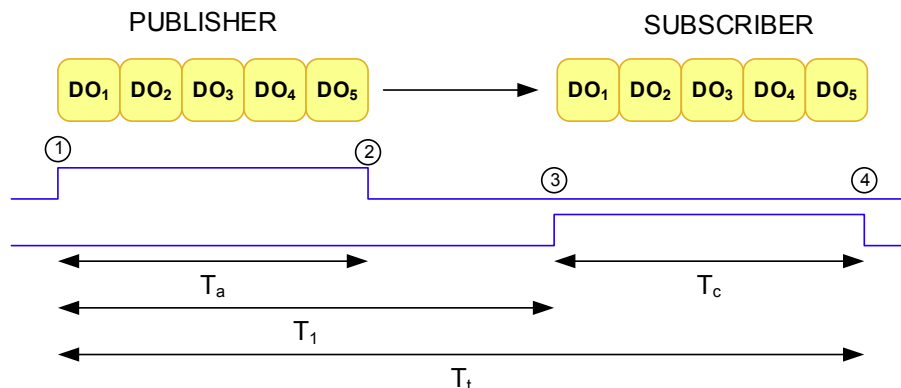 PUBLISHER SUBSCRIBER
DO₁ DO₂ DO₃ DO₄ DO₅ DO₁ DO₂ DO₃ DO₄ DO₅
1 2 3 4
Tₐ T꜀
T₁
Tₜ